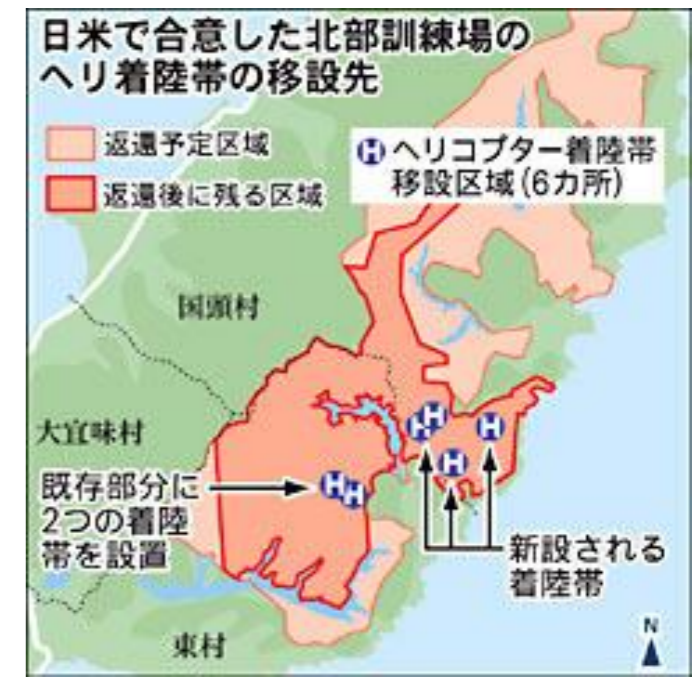 日米で合意した北部訓練場の
ヘリ着陸帯の移設先
返還予定区域
返還後に残る区域
H ヘリコプター着陸帯
移設区域(6カ所)
国頭村
大宜味村
H H
H
H
H H
既存部分に
2つの着陸
帯を設置
新設される
着陸帯
東村
N